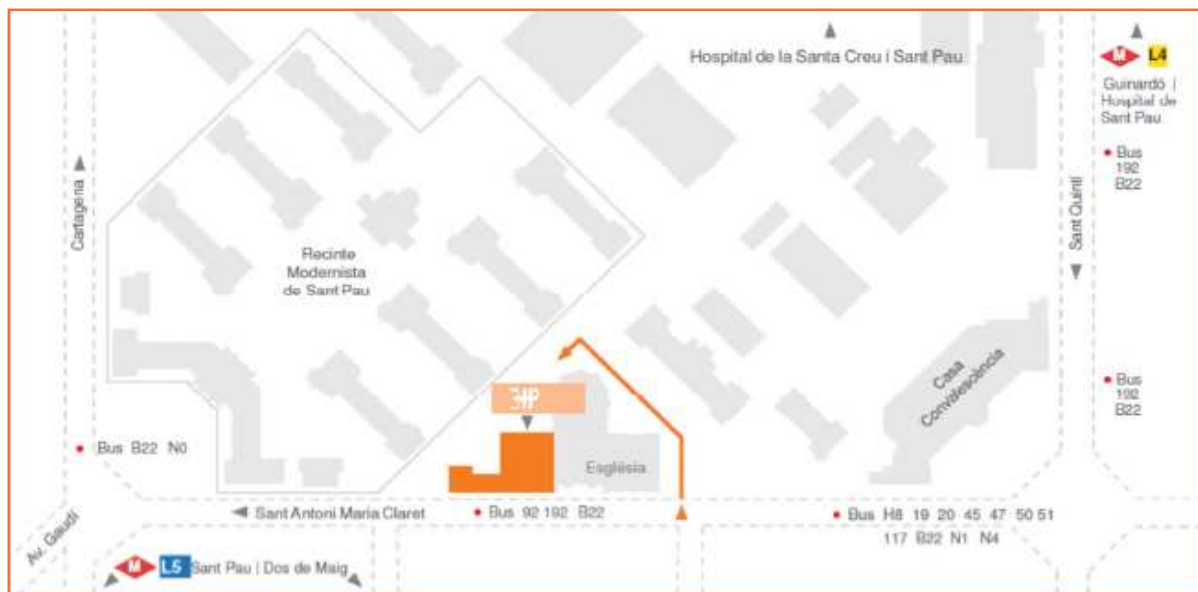 Hospital de la Santa Creu i Sant Pau
M L4
Guinardó |
Hospital de
Sant Pau
Bus
192
B22
Cartagena
Sant Quintí
Recinte
Modernista
de Sant Pau
Casa
Convalescència
Bus
192
B22
Bus B22 N0
Església
Sant Antoni Maria Claret
Bus 92 192 B22
Bus H8 19 20 45 47 50 51
117 B22 N1 N4
Av. Gaudí
M L5 Sant Pau | Dos de Maig